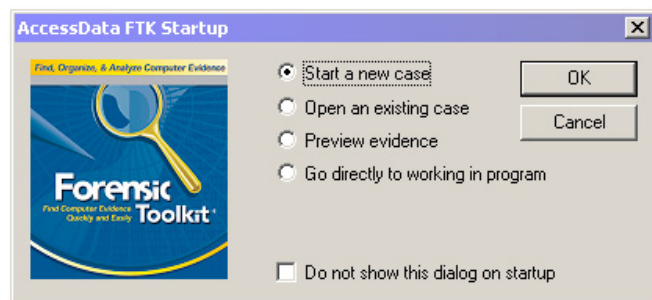 AccessData FTK Startup
Find, Organize, & Analyze Computer Evidence
Forensic
Find Computer Evidence
Quickly and Easily
Toolkit
Start a new case
Open an existing case
Preview evidence
Go directly to working in program
Do not show this dialog on startup
OK
Cancel